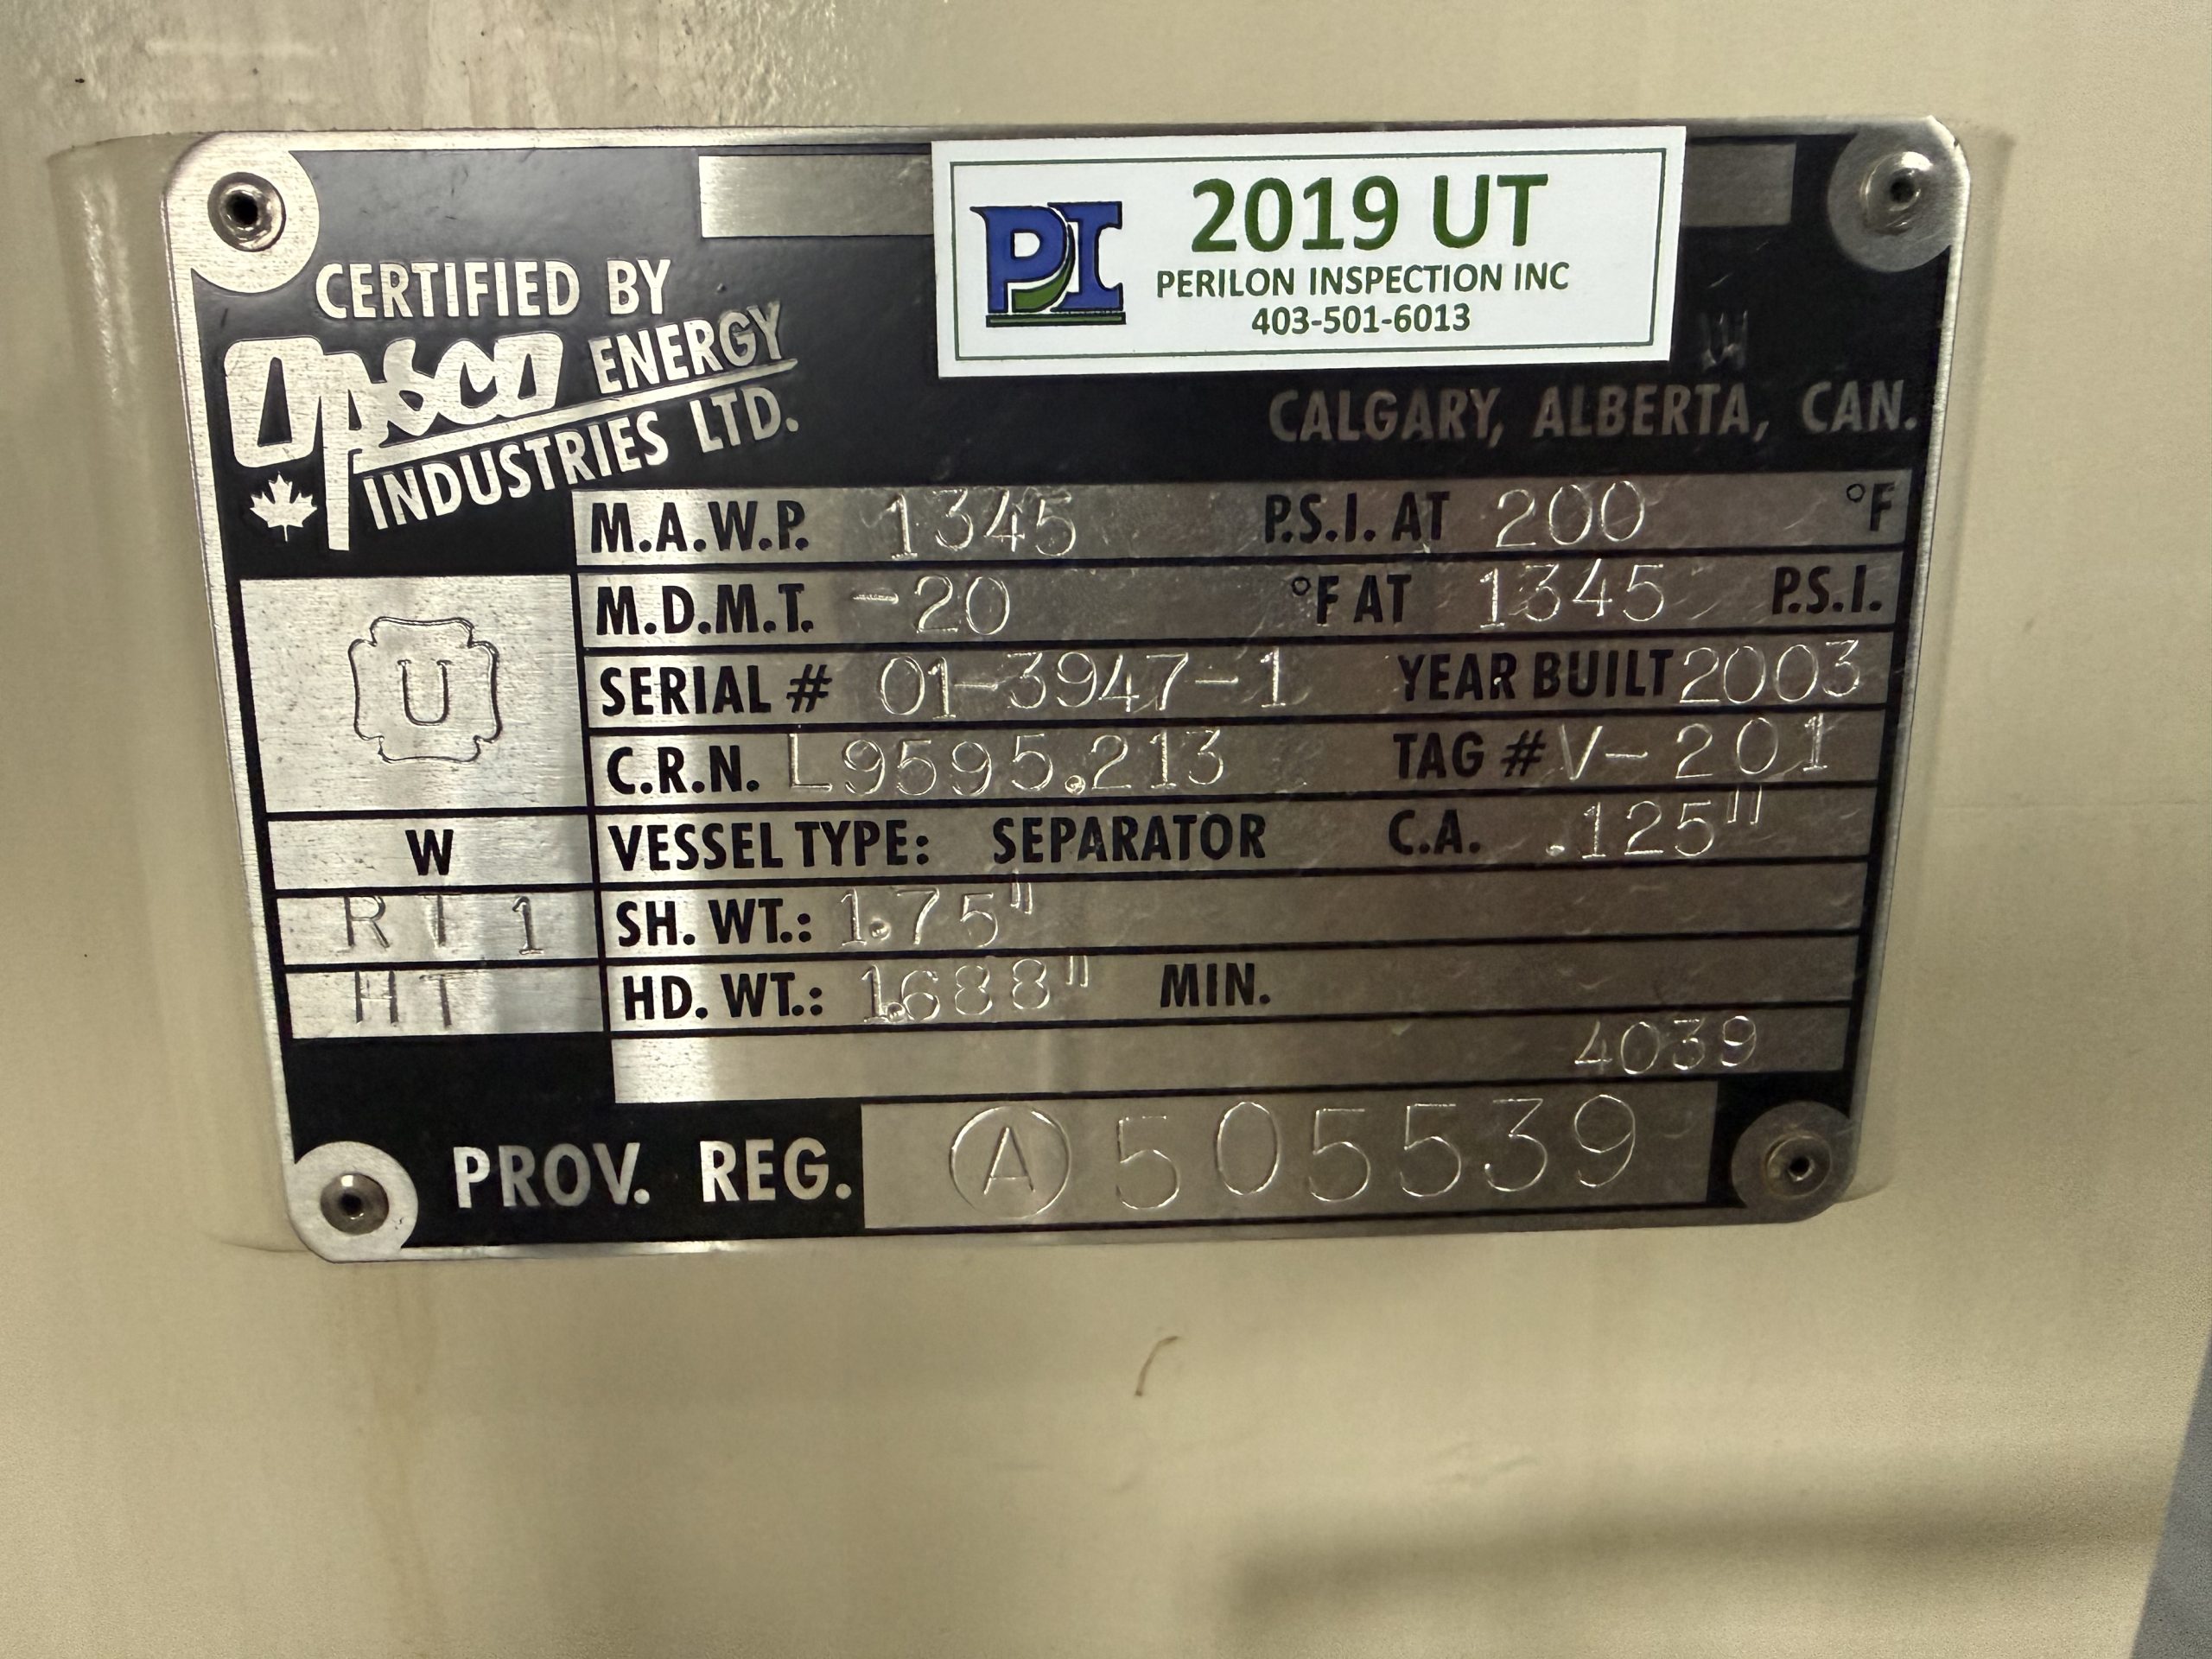 2019 UT
PI
PERILON INSPECTION INC
403-501-6013
CERTIFIED BY
Opsco ENERGY
INDUSTRIES LTD.
CALGARY, ALBERTA, CAN.
M.A.W.P. 1345 P.S.I. AT 200 °F
M.D.M.T. -20 °F AT 1345 P.S.I.
U
SERIAL # 01-3947-1 YEAR BUILT 2003
C.R.N. L9595.213 TAG # V-201
W VESSEL TYPE: SEPARATOR C.A. .125"
RT 1 SH. WT.: 1.75"
HT HD. WT.: 1.688" MIN.
4039
PROV. REG. A 505539